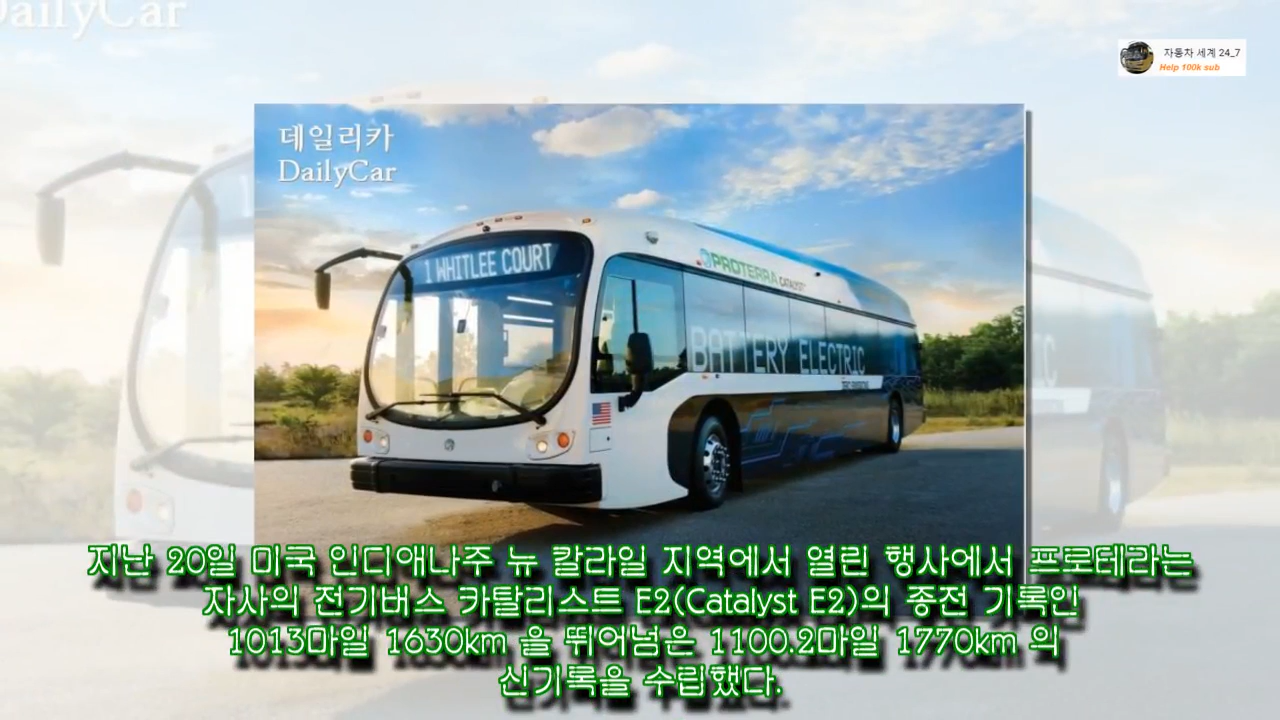 DailyCar
자동차 세계 24_7
Help 100k sub
데일리카
DailyCar
1 WHITLEE COURT
PROTERRA CATALYST
BATTERY ELECTRIC
ZERO EMISSIONS
지난 20일 미국 인디애나주 뉴 칼라일 지역에서 열린 행사에서 프로테라는
자사의 전기버스 카탈리스트 E2(Catalyst E2)의 종전 기록인
1013마일 1630km 을 뛰어넘은 1100.2마일 1770km 의
신기록을 수립했다.